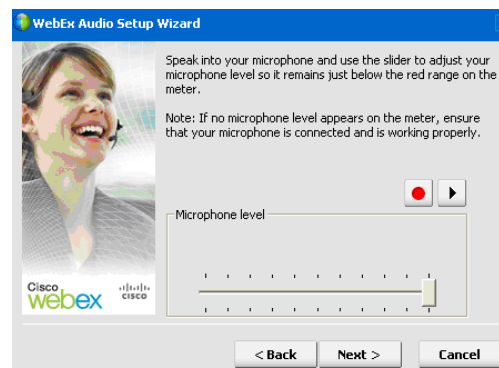 WebEx Audio Setup Wizard
Speak into your microphone and use the slider to adjust your
microphone level so it remains just below the red range on the
meter.
Note: If no microphone level appears on the meter, ensure
that your microphone is connected and is working properly.
Microphone level
Cisco
webex
cisco
< Back
Next >
Cancel